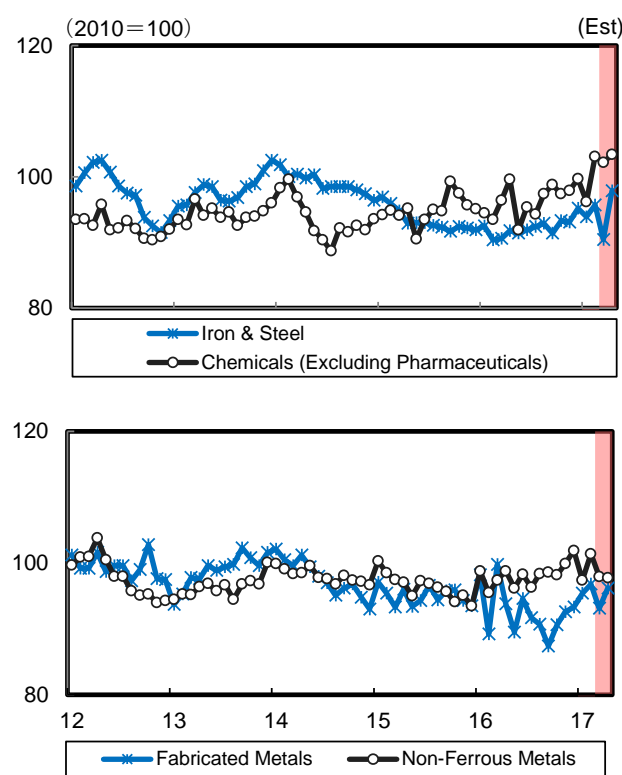 (2010＝100) (Est)
120
100
80
Iron & Steel
Chemicals (Excluding Pharmaceuticals)
120
100
80
12 13 14 15 16 17
Fabricated Metals Non-Ferrous Metals